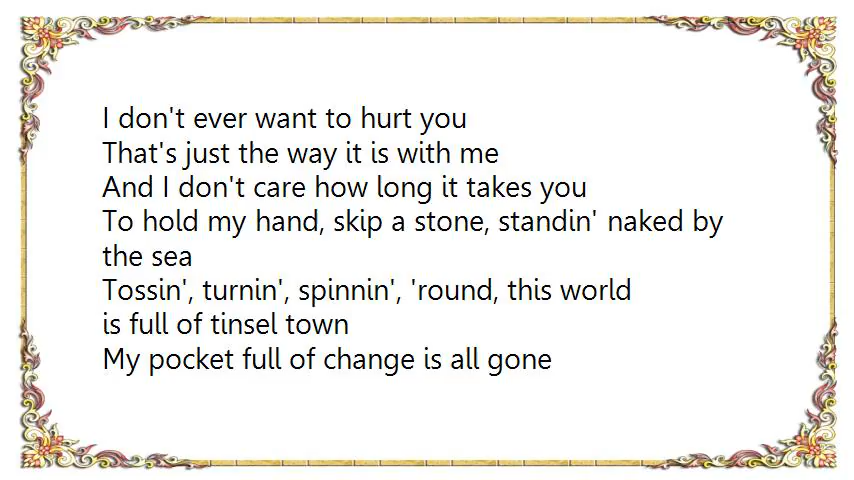 I don't ever want to hurt you
That's just the way it is with me
And I don't care how long it takes you
To hold my hand, skip a stone, standin' naked by
the sea
Tossin', turnin', spinnin', 'round, this world
is full of tinsel town
My pocket full of change is all gone